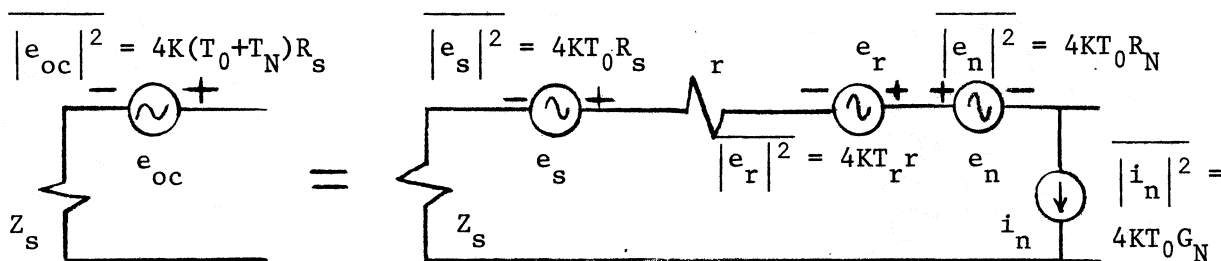 |e_oc|² = 4K(T_0+T_N)R_s
- +
e_oc
Z_s
=
|e_s|² = 4KT_0R_s
- +
e_s
Z_s
r
|e_r|² = 4KT_r r
e_r
- +
|e_n|² = 4KT_0R_N
+ -
e_n
i_n
|i_n|² =
4KT_0G_N